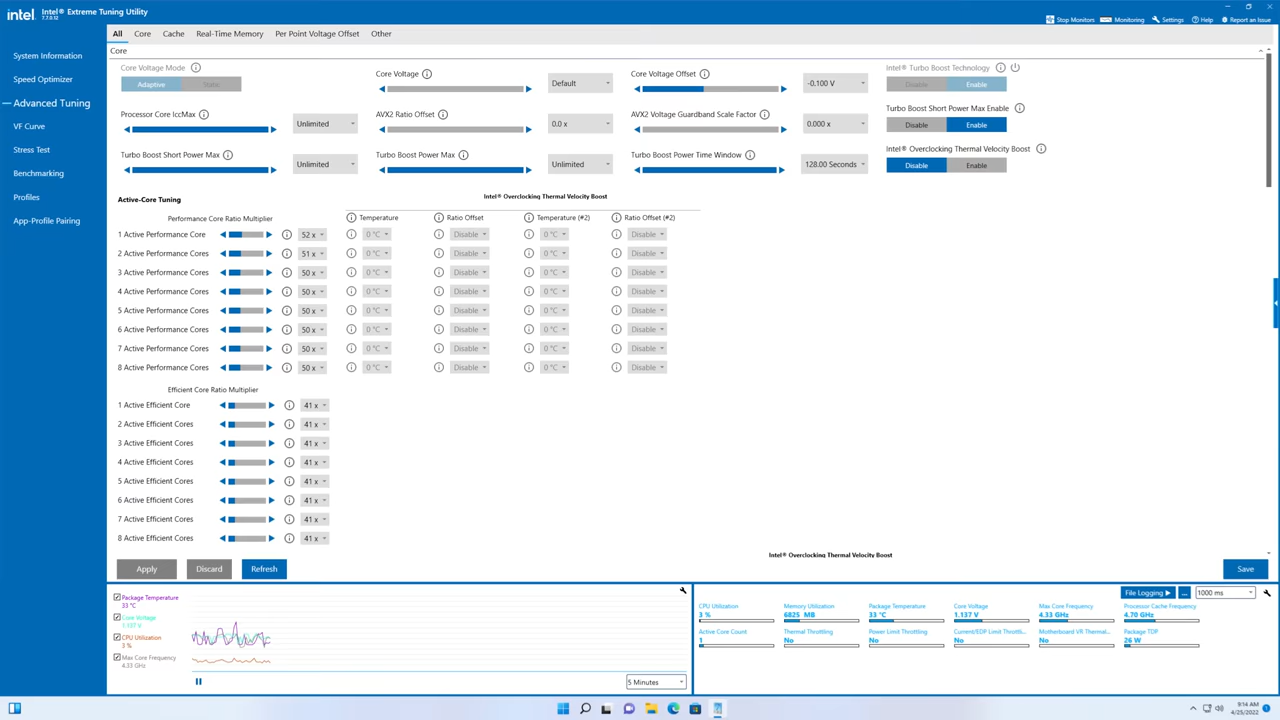 intel. Intel® Extreme Tuning Utility
7.7.0.12
Stop Monitors Monitoring Settings Help Report an Issue
System Information
Speed Optimizer
Advanced Tuning
VF Curve
Stress Test
Benchmarking
Profiles
App-Profile Pairing
All Core Cache Real-Time Memory Per Point Voltage Offset Other
Core
Core Voltage Mode
Adaptive Static
Core Voltage Default
Core Voltage Offset -0.100 V
Intel® Turbo Boost Technology
Disable Enable
Processor Core IccMax Unlimited
AVX2 Ratio Offset 0.0 x
AVX2 Voltage Guardband Scale Factor 0.000 x
Turbo Boost Short Power Max Enable
Disable Enable
Turbo Boost Short Power Max Unlimited
Turbo Boost Power Max Unlimited
Turbo Boost Power Time Window 128.00 Seconds
Intel® Overclocking Thermal Velocity Boost
Disable Enable
Active-Core Tuning
Intel® Overclocking Thermal Velocity Boost
Performance Core Ratio Multiplier Temperature Ratio Offset Temperature (#2) Ratio Offset (#2)
1 Active Performance Core 52 x 0 °C Disable 0 °C Disable
2 Active Performance Cores 51 x 0 °C Disable 0 °C Disable
3 Active Performance Cores 50 x 0 °C Disable 0 °C Disable
4 Active Performance Cores 50 x 0 °C Disable 0 °C Disable
5 Active Performance Cores 50 x 0 °C Disable 0 °C Disable
6 Active Performance Cores 50 x 0 °C Disable 0 °C Disable
7 Active Performance Cores 50 x 0 °C Disable 0 °C Disable
8 Active Performance Cores 50 x 0 °C Disable 0 °C Disable
Efficient Core Ratio Multiplier
1 Active Efficient Core 41 x
2 Active Efficient Cores 41 x
3 Active Efficient Cores 41 x
4 Active Efficient Cores 41 x
5 Active Efficient Cores 41 x
6 Active Efficient Cores 41 x
7 Active Efficient Cores 41 x
8 Active Efficient Cores 41 x
Intel® Overclocking Thermal Velocity Boost
Apply Discard Refresh Save
Package Temperature
33 °C
Core Voltage
1.137 V
CPU Utilization
3 %
Max Core Frequency
4.33 GHz
5 Minutes
File Logging ... 1000 ms
CPU Utilization
3 %
Memory Utilization
6825 MB
Package Temperature
33 °C
Core Voltage
1.137 V
Max Core Frequency
4.33 GHz
Processor Cache Frequency
4.70 GHz
Active Core Count
1
Thermal Throttling
No
Power Limit Throttling
No
Current/EDP Limit Throttli...
No
Motherboard VR Thermal...
No
Package TDP
26 W
9:14 AM
4/25/2022